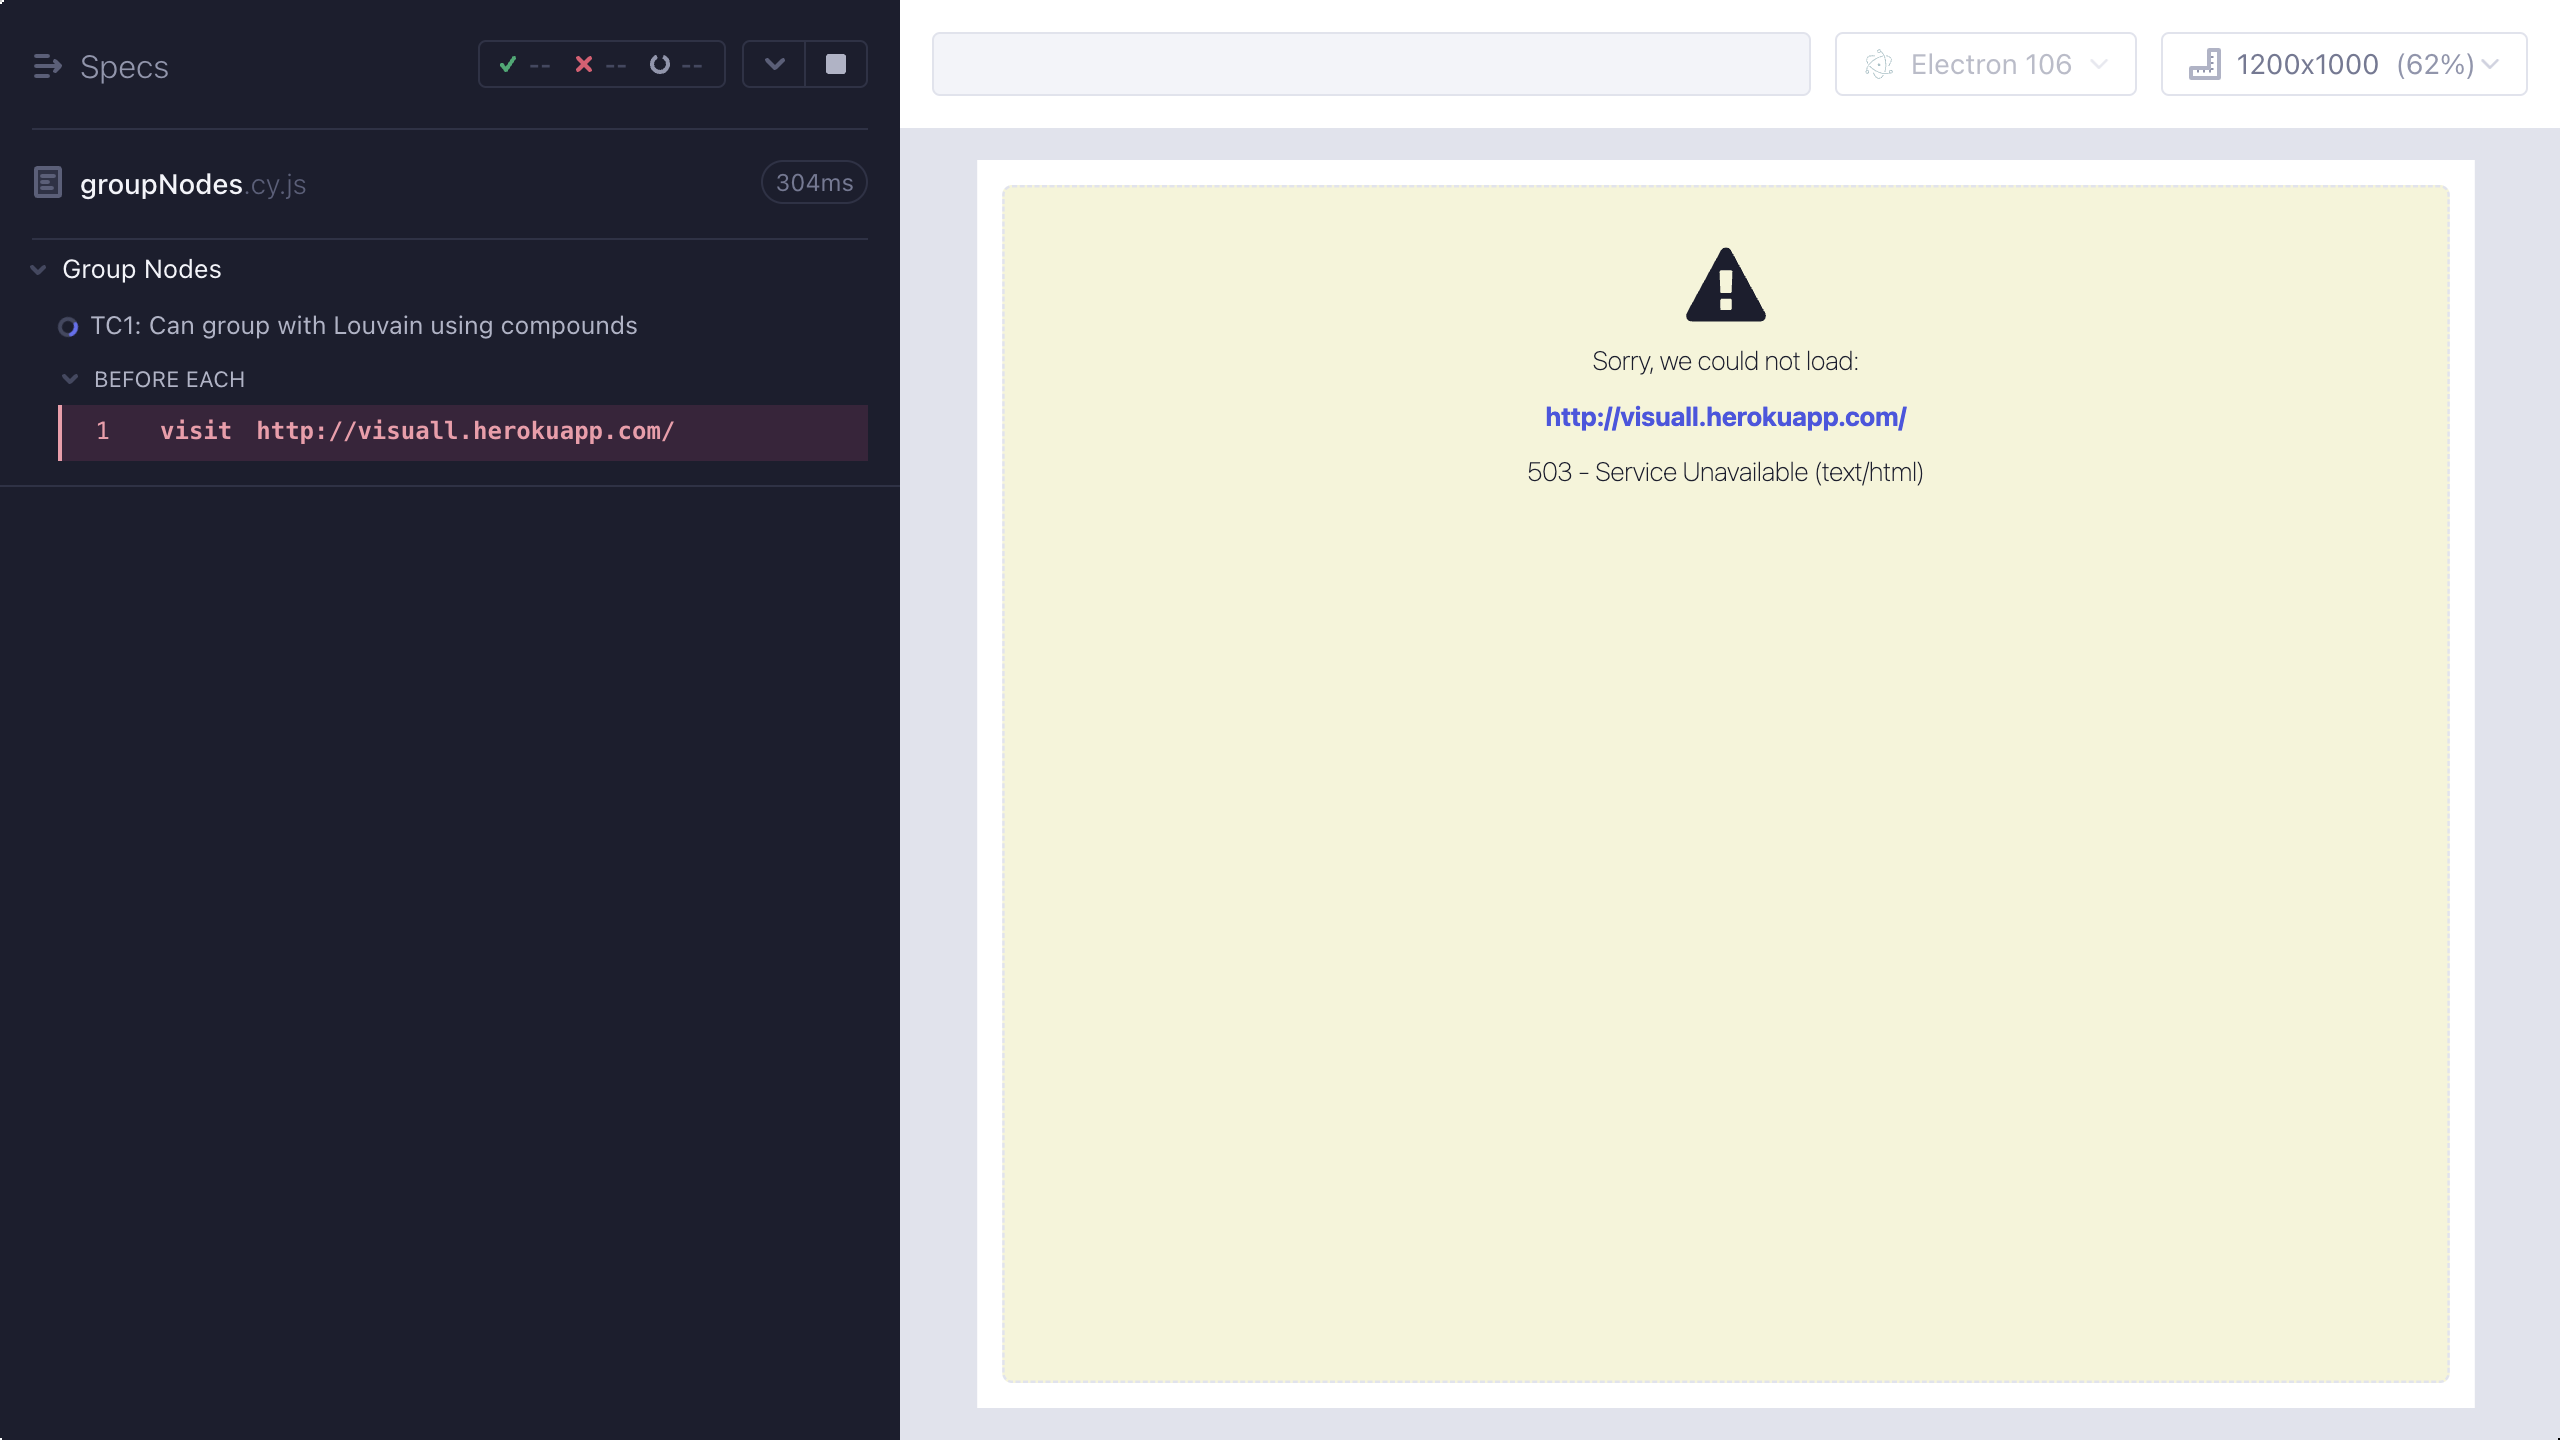 Specs
-- -- --
groupNodes.cy.js
304ms
Group Nodes
TC1: Can group with Louvain using compounds
BEFORE EACH
1 visit http://visuall.herokuapp.com/
Electron 106
1200x1000 (62%)
Sorry, we could not load:
http://visuall.herokuapp.com/
503 - Service Unavailable (text/html)